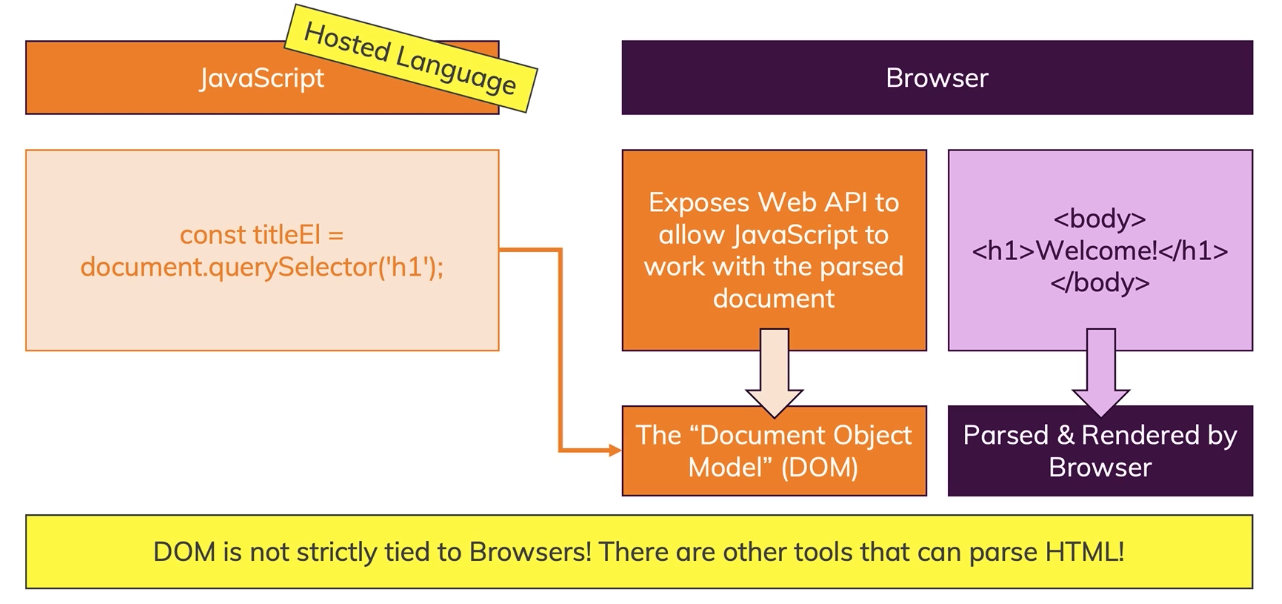 JavaScript
Hosted Language
Browser
const titleEl =
document.querySelector('h1');
Exposes Web API to
allow JavaScript to
work with the parsed
document
<body>
<h1>Welcome!</h1>
</body>
The “Document Object
Model” (DOM)
Parsed & Rendered by
Browser
DOM is not strictly tied to Browsers! There are other tools that can parse HTML!